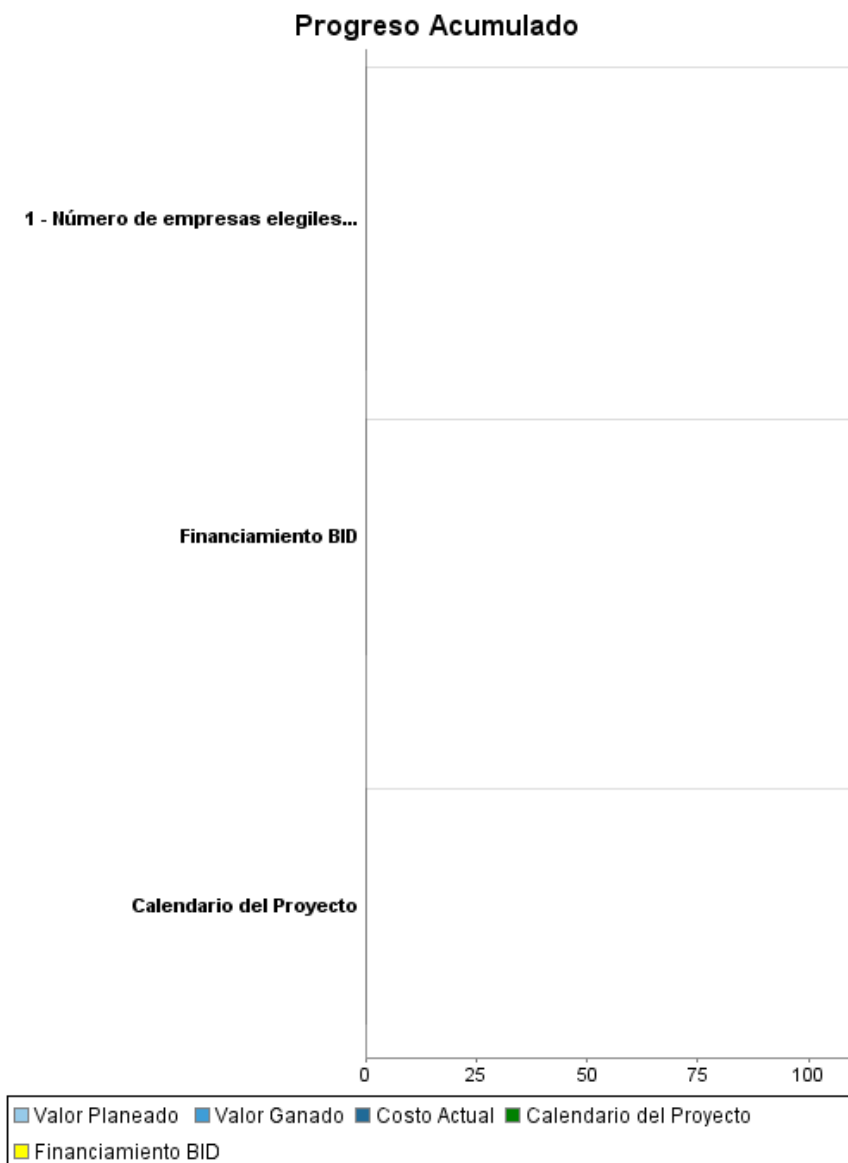 Progreso Acumulado
1 - Número de empresas elegiles...
Financiamiento BID
Calendario del Proyecto
0 25 50 75 100
Valor Planeado Valor Ganado Costo Actual Calendario del Proyecto
Financiamiento BID